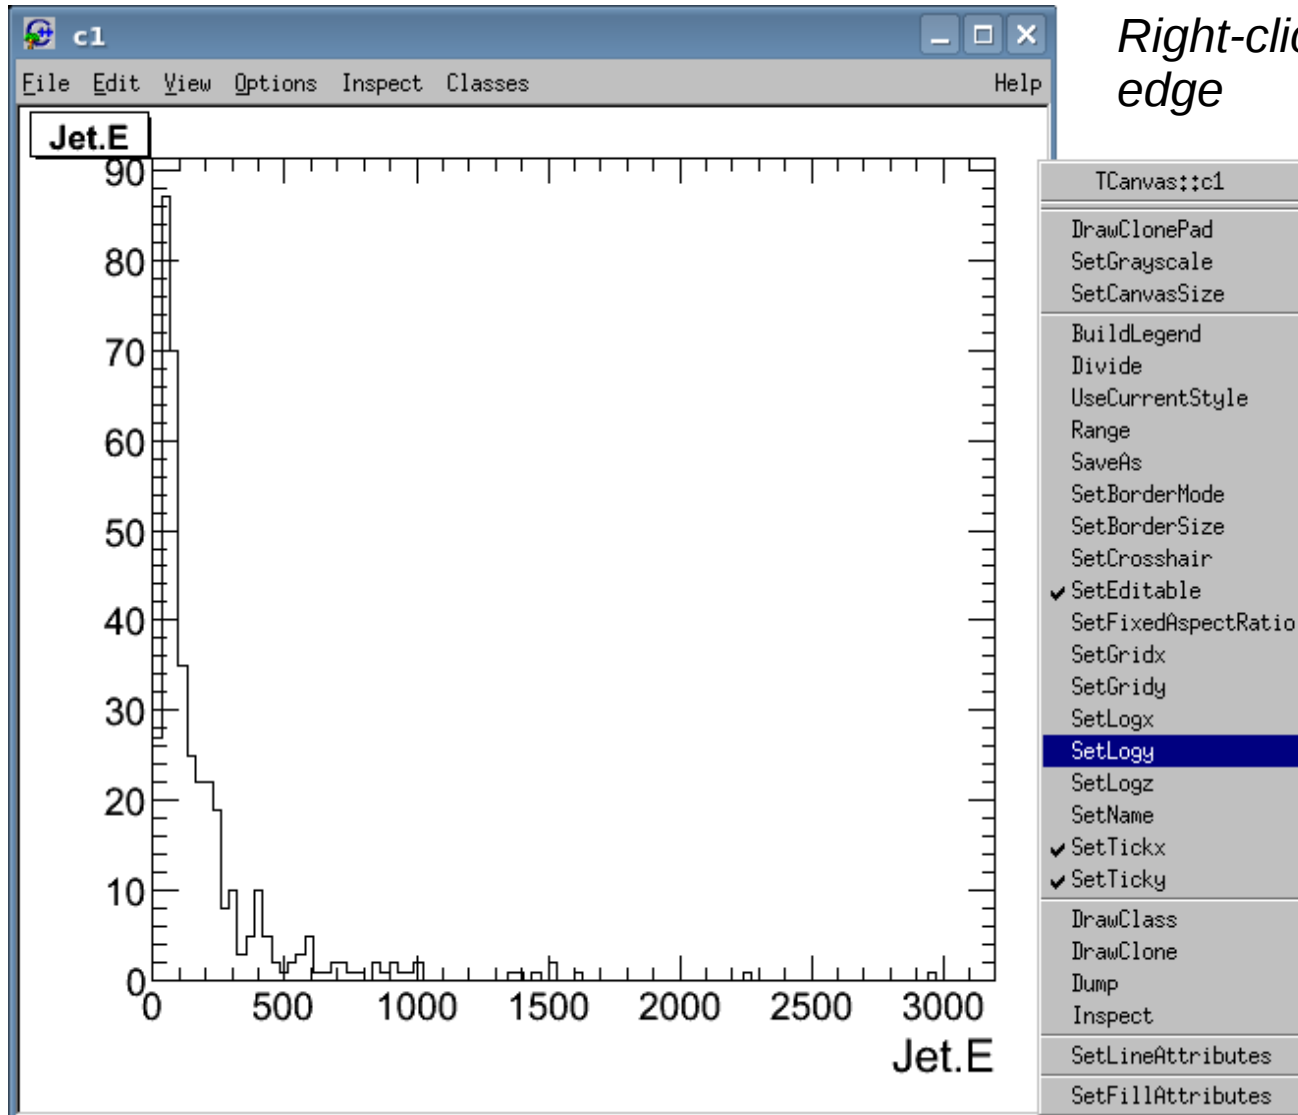 c1
Right-clic
edge
File Edit View Options Inspect Classes Help
Jet.E
90
80
70
60
50
40
30
20
10
0
0 500 1000 1500 2000 2500 3000
Jet.E
TCanvas::c1
DrawClonePad
SetGrayscale
SetCanvasSize
BuildLegend
Divide
UseCurrentStyle
Range
SaveAs
SetBorderMode
SetBorderSize
SetCrosshair
SetEditable
SetFixedAspectRatio
SetGridx
SetGridy
SetLogx
SetLogy
SetLogz
SetName
SetTickx
SetTicky
DrawClass
DrawClone
Dump
Inspect
SetLineAttributes
SetFillAttributes